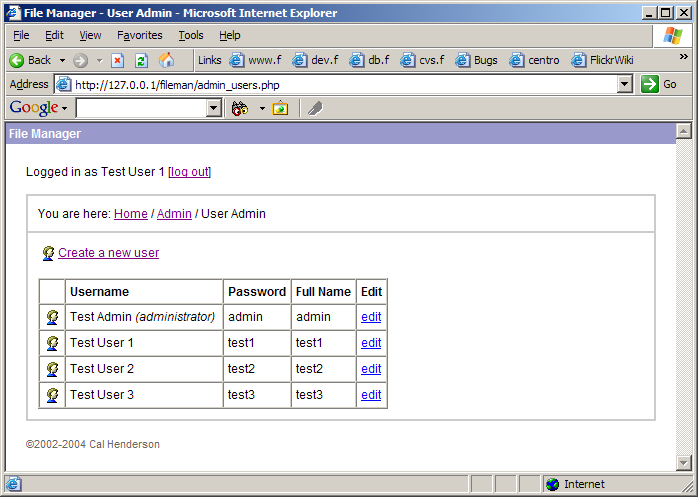 File Manager - User Admin - Microsoft Internet Explorer
File Edit View Favorites Tools Help
Back Links www.f dev.f db.f cvs.f Bugs centro FlickrWiki
Address http://127.0.0.1/fileman/admin_users.php Go
Google
File Manager
Logged in as Test User 1 [log out]
You are here: Home / Admin / User Admin
Create a new user
Username Password Full Name Edit
Test Admin (administrator) admin admin edit
Test User 1 test1 test1 edit
Test User 2 test2 test2 edit
Test User 3 test3 test3 edit
©2002-2004 Cal Henderson
Internet